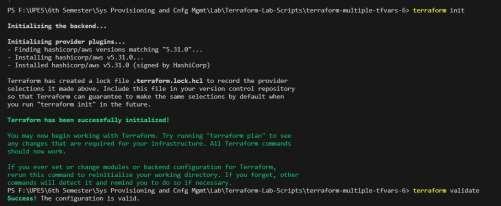 PS F:\UPES\6th Semester\Sys Provisioning and Cnfg Mgmt\Lab\Terraform-Lab-Scripts\terraform-multiple-tfvars-6> terraform init
Initializing the backend...
Initializing provider plugins...
- Finding hashicorp/aws versions matching "5.31.0"...
- Installing hashicorp/aws v5.31.0...
- Installed hashicorp/aws v5.31.0 (signed by HashiCorp)
Terraform has created a lock file .terraform.lock.hcl to record the provider
selections it made above. Include this file in your version control repository
so that Terraform can guarantee to make the same selections by default when
you run "terraform init" in the future.
Terraform has been successfully initialized!
You may now begin working with Terraform. Try running "terraform plan" to see
any changes that are required for your infrastructure. All Terraform commands
should now work.
If you ever set or change modules or backend configuration for Terraform,
rerun this command to reinitialize your working directory. If you forget, other
commands will detect it and remind you to do so if necessary.
PS F:\UPES\6th Semester\Sys Provisioning and Cnfg Mgmt\Lab\Terraform-Lab-Scripts\terraform-multiple-tfvars-6> terraform validate
Success! The configuration is valid.